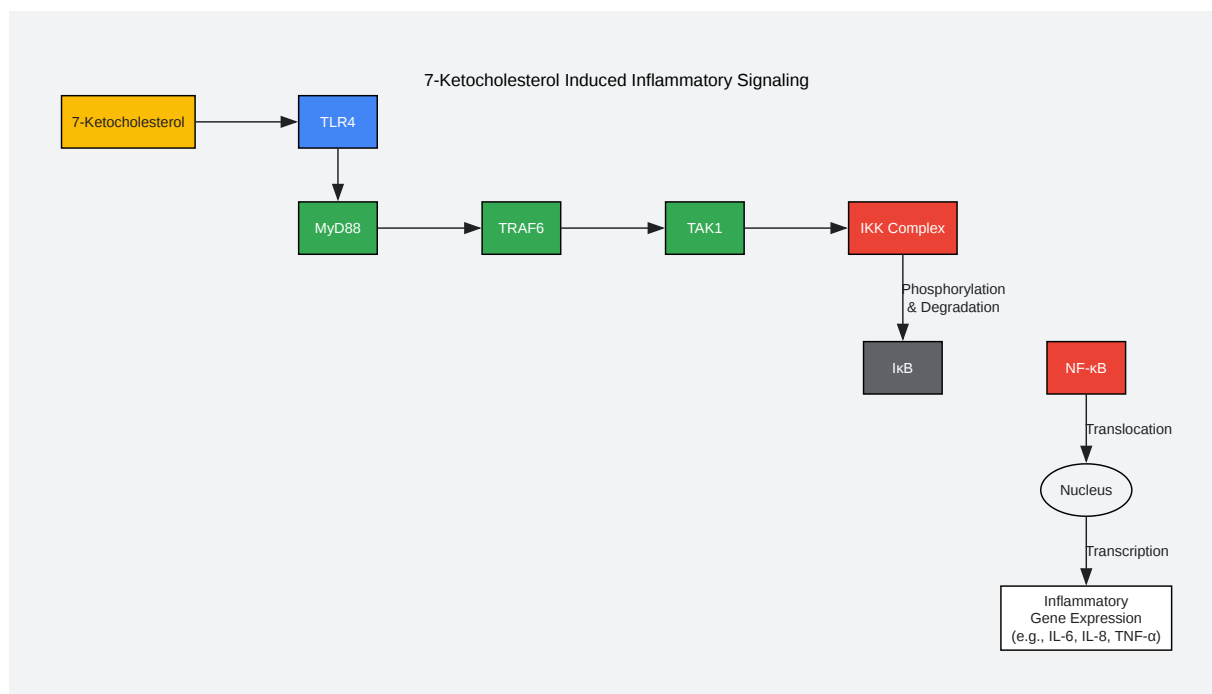 7-Ketocholesterol Induced Inflammatory Signaling
7-Ketocholesterol
TLR4
MyD88
TRAF6
TAK1
IKK Complex
Phosphorylation
& Degradation
IκB
NF-κB
Translocation
Nucleus
Transcription
Inflammatory
Gene Expression
(e.g., IL-6, IL-8, TNF-α)